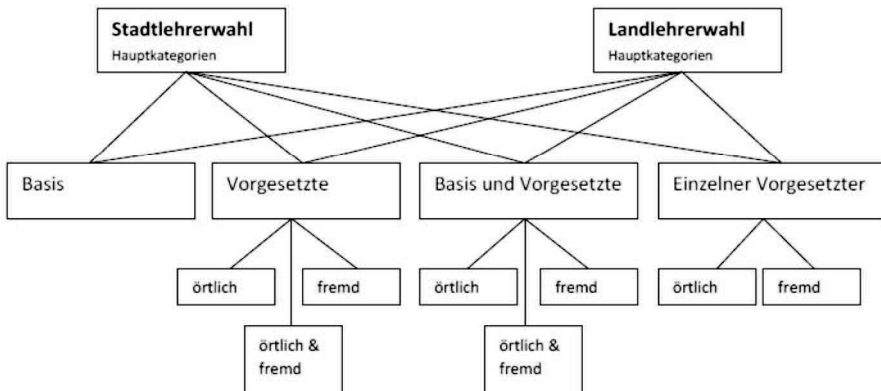 Stadtlehrerwahl
Hauptkategorien
Landlehrerwahl
Hauptkategorien
Basis
Vorgesetzte
Basis und Vorgesetzte
Einzelner Vorgesetzter
örtlich
fremd
örtlich
fremd
örtlich
fremd
örtlich &
fremd
örtlich &
fremd